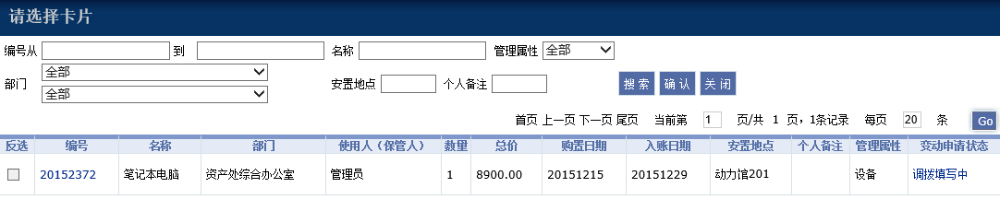 请选择卡片
编号从 到 名称 管理属性 全部
部门 全部 安置地点 个人备注 搜 索 确 认 关 闭
全部
首页 上一页 下一页 尾页 当前第 1 页/共 1 页，1条记录 每页 20 条 Go
反选 编号 名称 部门 使用人（保管人） 数量 总价 购置日期 入账日期 安置地点 个人备注 管理属性 变动申请状态
20152372 笔记本电脑 资产处综合办公室 管理员 1 8900.00 20151215 20151229 动力馆201 设备 调拨填写中